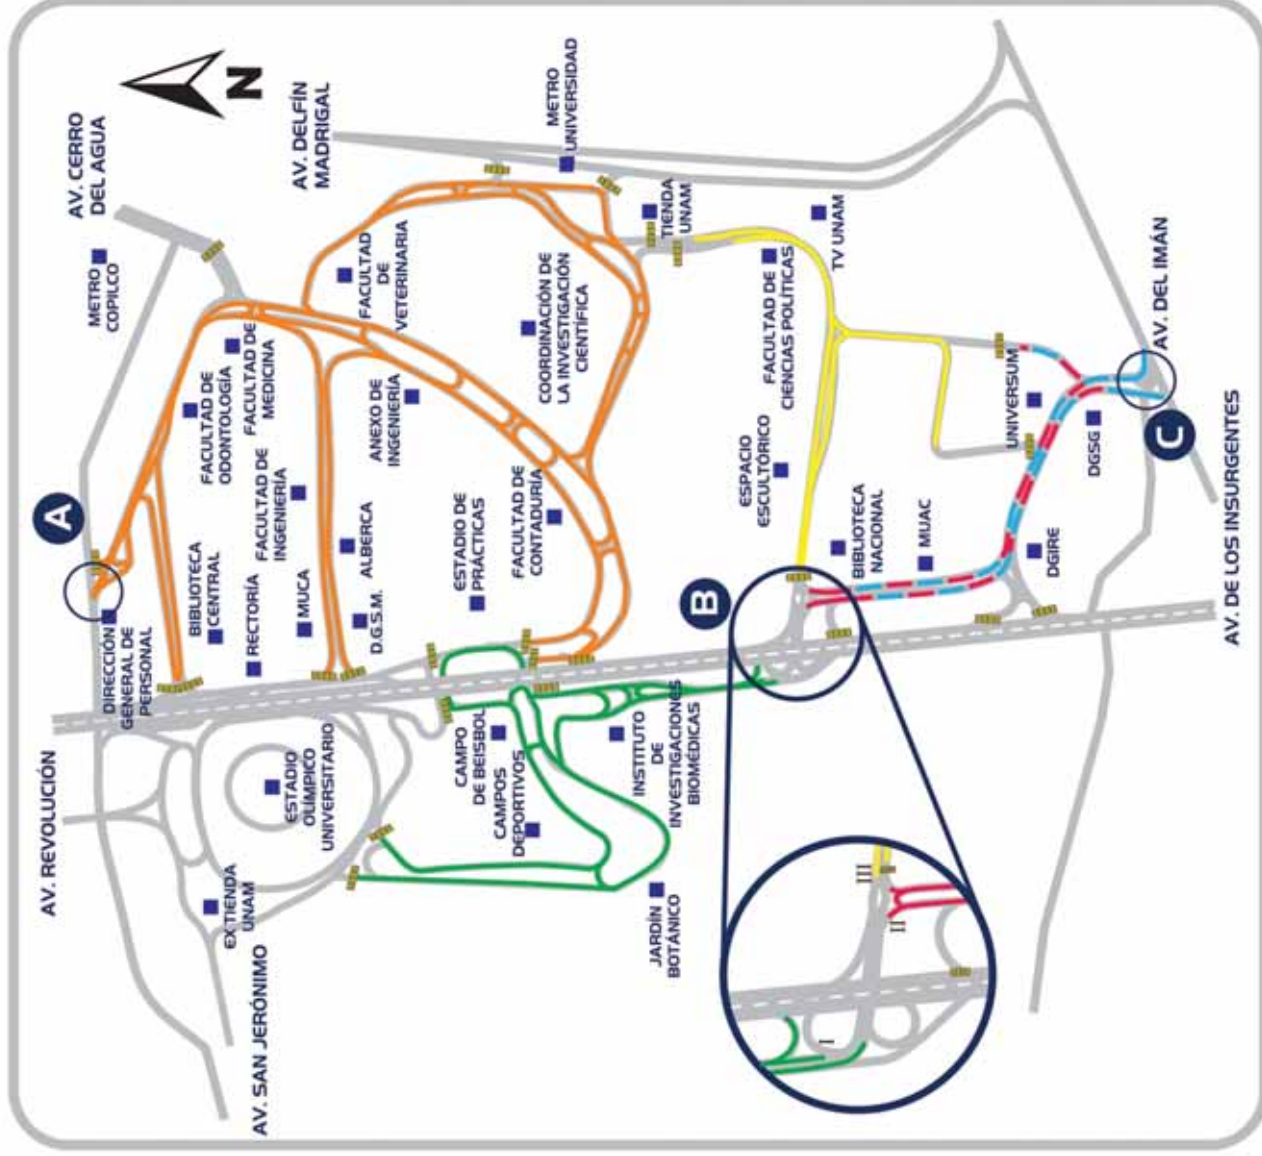 AV. CERRO
DEL AGUA
N
METRO
COPILCO
AV. DELFÍN
MADRIGAL
METRO
UNIVERSIDAD
A
FACULTAD
DE
VETERINARIA
TIENDA
UNAM
TV UNAM
FACULTAD DE
ODONTOLOGÍA
FACULTAD DE
MEDICINA
COORDINACIÓN DE
LA INVESTIGACIÓN
CIENTÍFICA
FACULTAD DE
CIENCIAS POLÍTICAS
AV. DEL IMÁN
FACULTAD DE
INGENIERÍA
ANEXO DE
INGENIERÍA
UNIVERSUM
C
DGSG
ESPACIO
ESCULTÓRICO
DIRECCIÓN
GENERAL DE
PERSONAL
BIBLIOTECA
CENTRAL
RECTORÍA
MUCA
ALBERCA
D.G.S.M.
ESTADIO DE
PRÁCTICAS
FACULTAD DE
CONTADURÍA
B
BIBLIOTECA
NACIONAL
MUAC
DGIRE
AV. DE LOS INSURGENTES
AV. REVOLUCIÓN
ESTADIO
OLÍMPICO
UNIVERSITARIO
CAMPO
DE BEISBOL
CAMPOS
DEPORTIVOS
INSTITUTO
DE
INVESTIGACIONES
BIOMÉDICAS
EX TIENDA
UNAM
AV. SAN JERÓNIMO
JARDÍN
BOTÁNICO
I
II
III